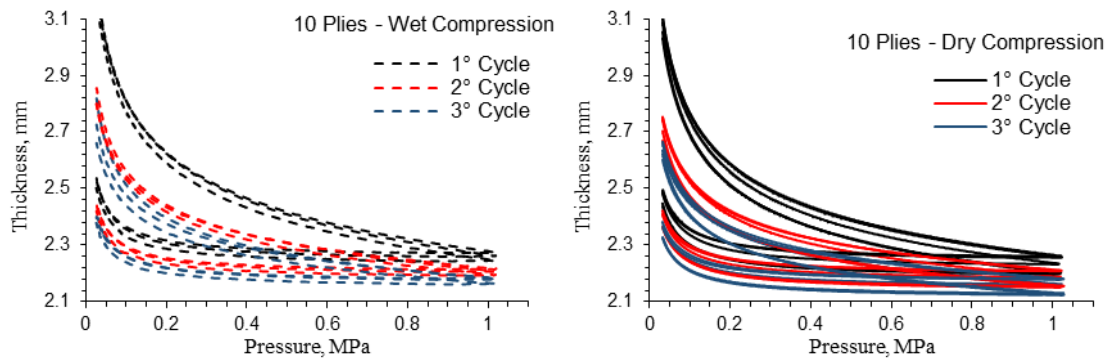 10 Plies - Wet Compression
1° Cycle
2° Cycle
3° Cycle
Thickness, mm
3.1
2.9
2.7
2.5
2.3
2.1
0
0.2
0.4
0.6
0.8
1
Pressure, MPa
10 Plies - Dry Compression
1° Cycle
2° Cycle
3° Cycle
Thickness, mm
3.1
2.9
2.7
2.5
2.3
2.1
0
0.2
0.4
0.6
0.8
1
Pressure, MPa